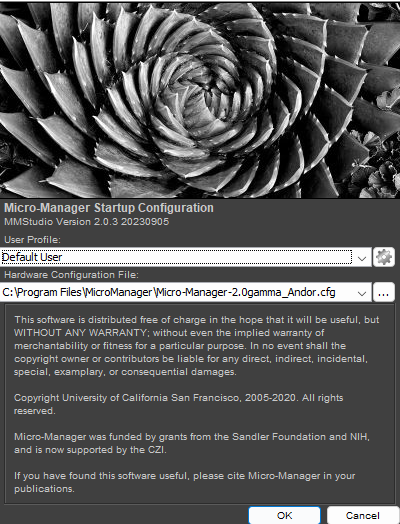 Micro-Manager Startup Configuration
MMStudio Version 2.0.3 20230905
User Profile:
Default User
Hardware Configuration File:
C:\Program Files\MicroManager\Micro-Manager-2.0gamma_Andor.cfg
...
This software is distributed free of charge in the hope that it will be useful, but
WITHOUT ANY WARRANTY; without even the implied warranty of
merchantability or fitness for a particular purpose. In no event shall the
copyright owner or contributors be liable for any direct, indirect, incidental,
special, examplary, or consequential damages.
Copyright University of California San Francisco, 2005-2020. All rights
reserved.
Micro-Manager was funded by grants from the Sandler Foundation and NIH,
and is now supported by the CZI.
If you have found this software useful, please cite Micro-Manager in your
publications.
OK
Cancel